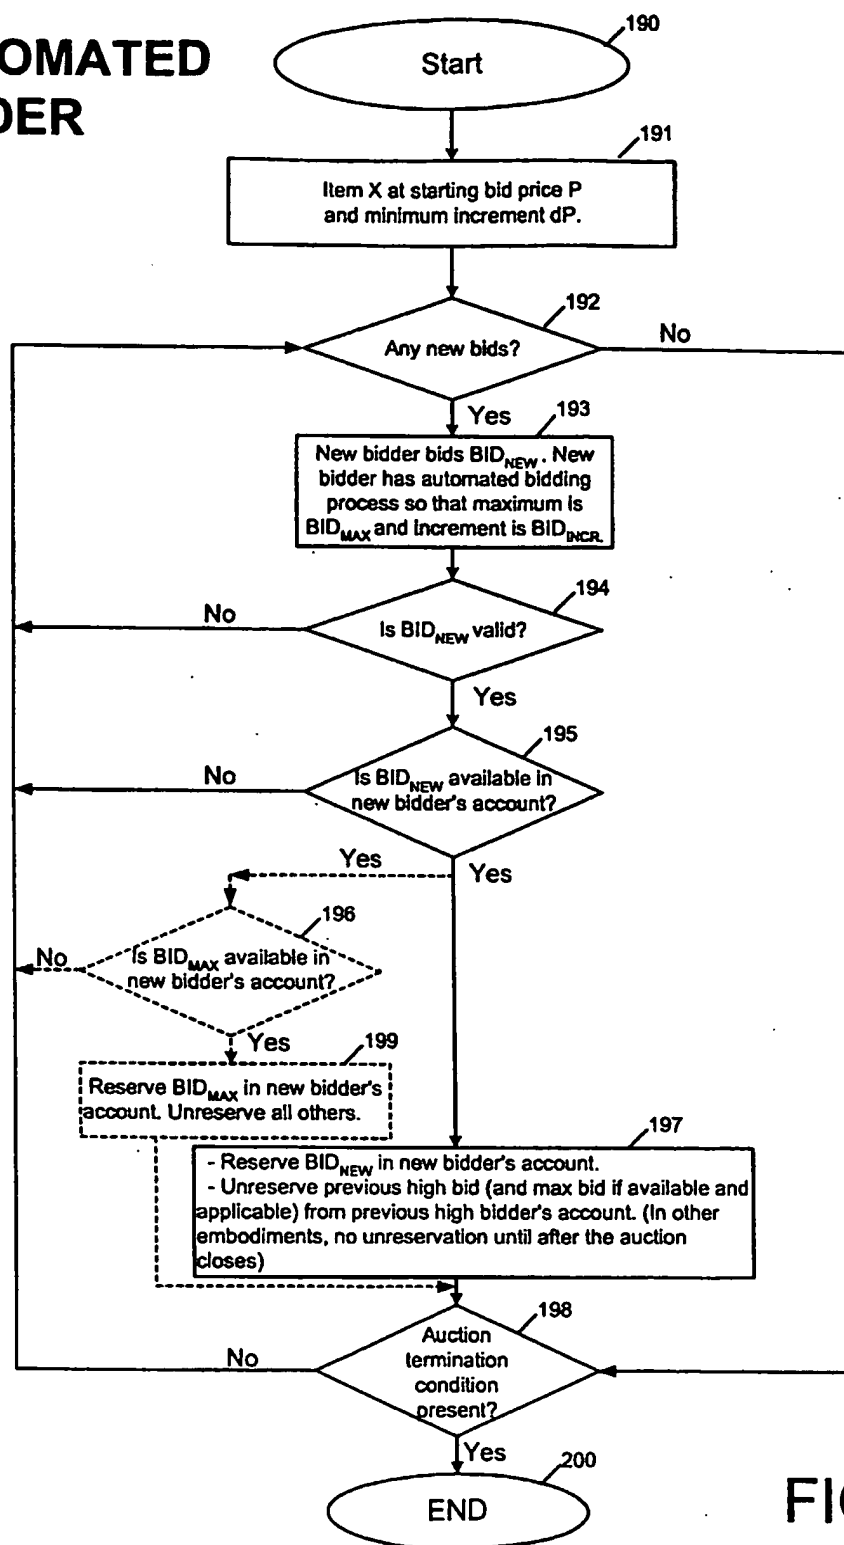 OMATED
DER
190
Start
191
Item X at starting bid price P
and minimum increment dP.
192
Any new bids?
No
Yes
193
New bidder bids BID_NEW. New
bidder has automated bidding
process so that maximum is
BID_MAX and increment is BID_INCR.
194
No
Is BID_NEW valid?
Yes
195
No
Is BID_NEW available in
new bidder's account?
Yes
Yes
196
No
Is BID_MAX available in
new bidder's account?
Yes
199
Reserve BID_MAX in new bidder's
account. Unreserve all others.
197
- Reserve BID_NEW in new bidder's account.
- Unreserve previous high bid (and max bid if available and
applicable) from previous high bidder's account. (In other
embodiments, no unreservation until after the auction
closes)
198
No
Auction
termination
condition
present?
Yes
200
END
FIG